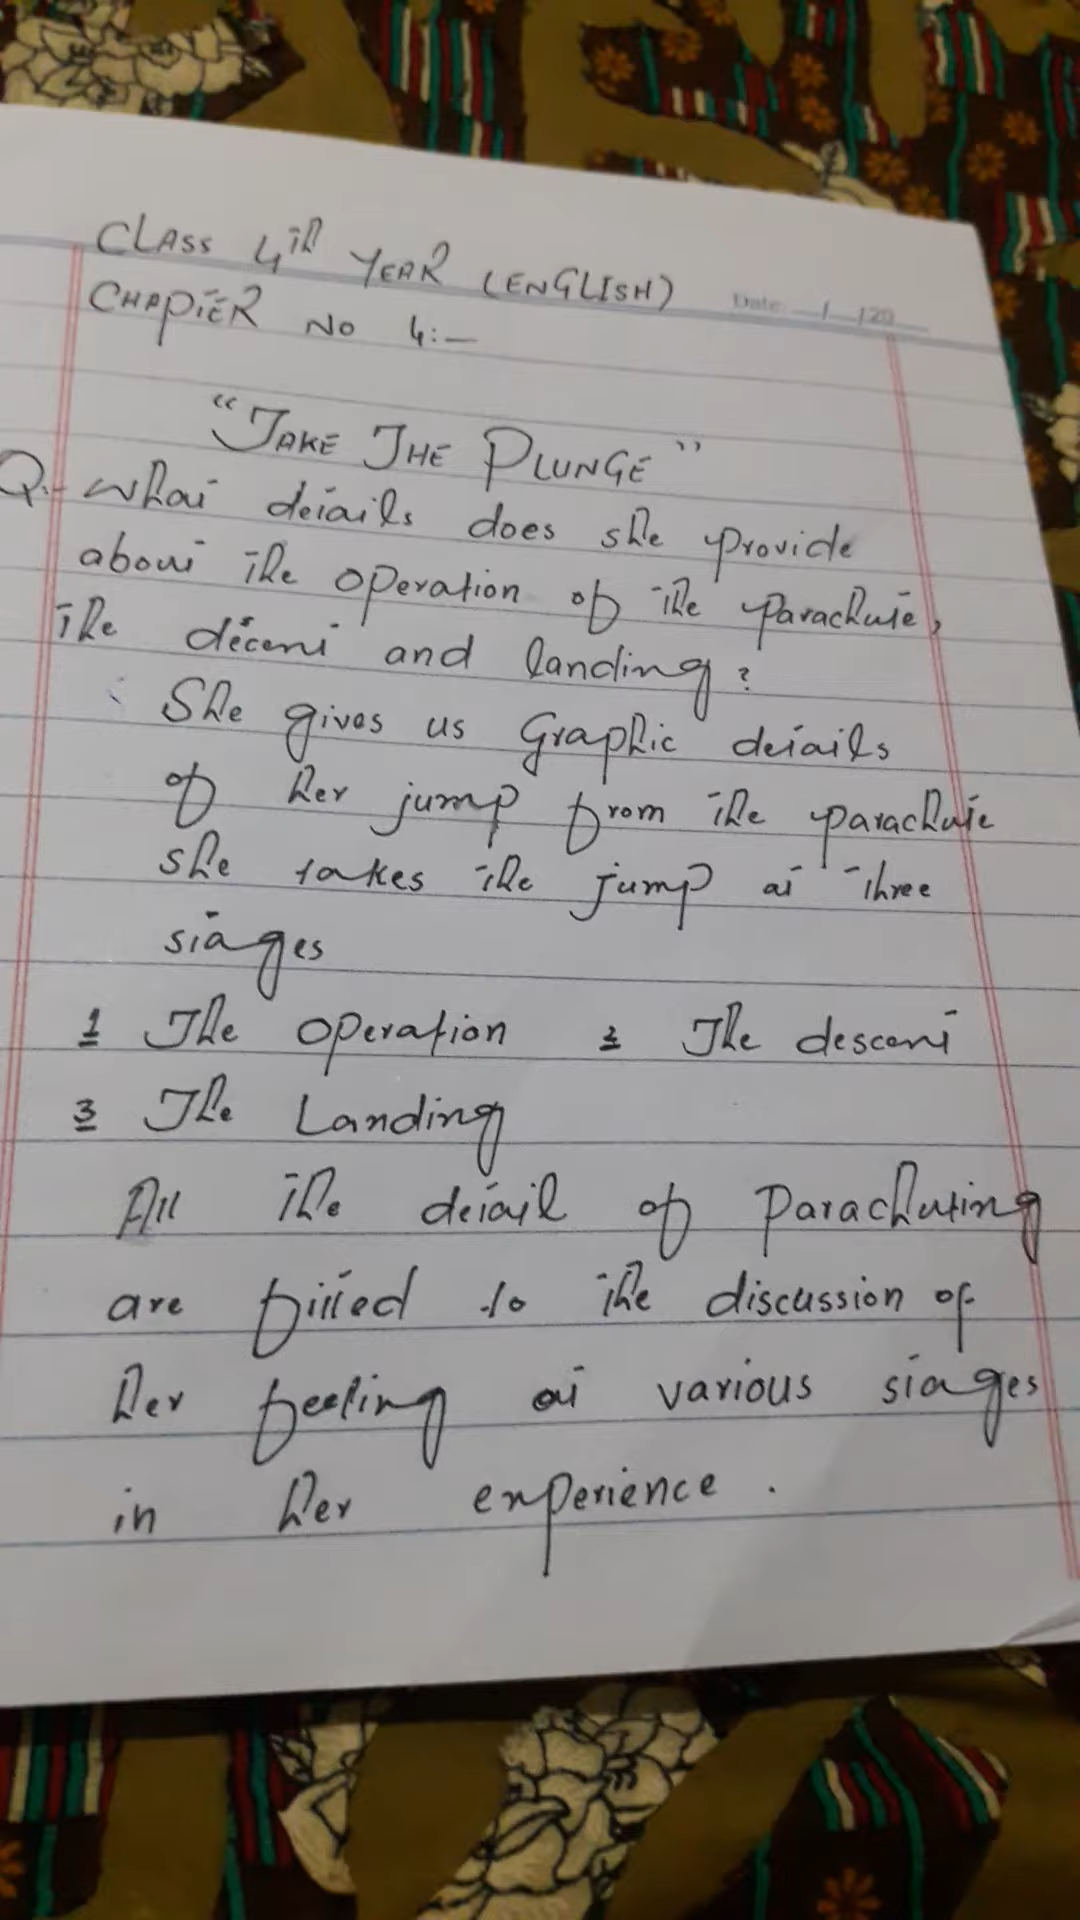 CLASS 4th YEAR (ENGLISH)
Date: __/__/20__
CHAPTER NO 4:-
"TAKE THE PLUNGE"
Q:- What details does she provide
about the operation of the parachute,
the decent and landing?
She gives us Graphic details
of her jump from the parachute
she takes the jump at three
stages
1 The operation 2 The descent
3 The Landing
All the detail of Parachuting
are fitted to the discussion of
her feeling at various stages
in her experience.